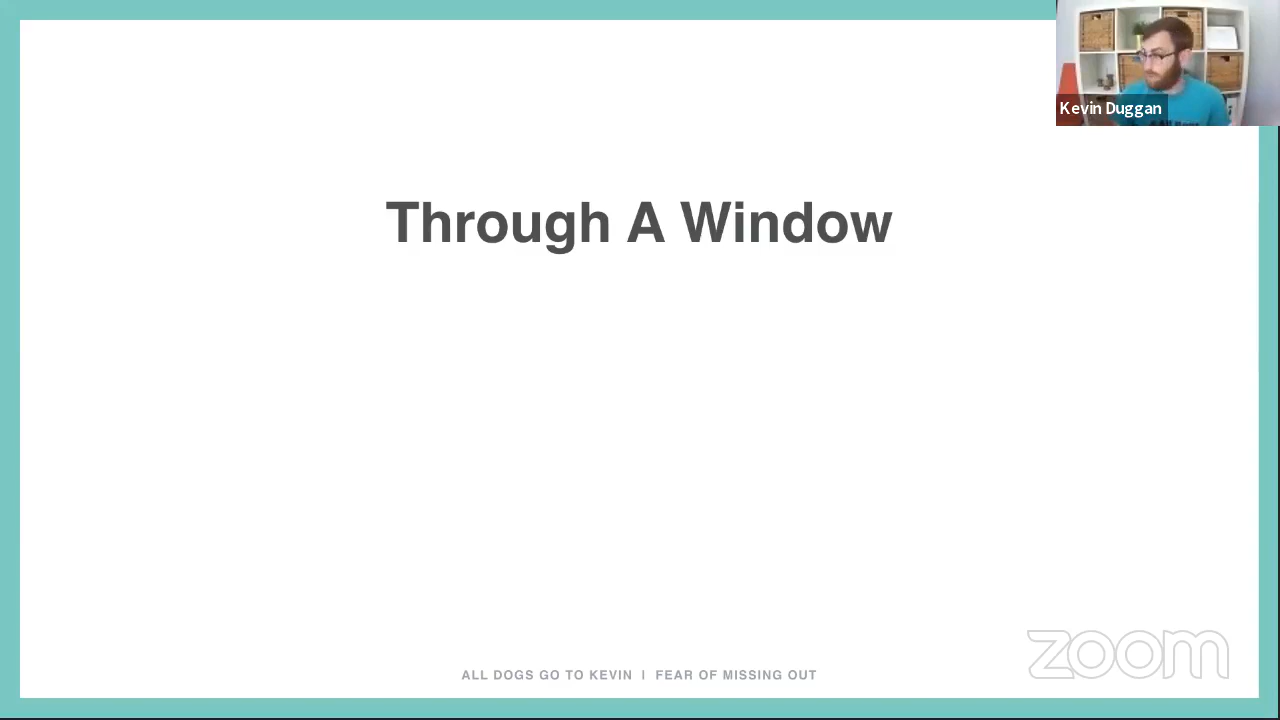 Kevin Duggan
Through A Window
ALL DOGS GO TO KEVIN | FEAR OF MISSING OUT
zoom